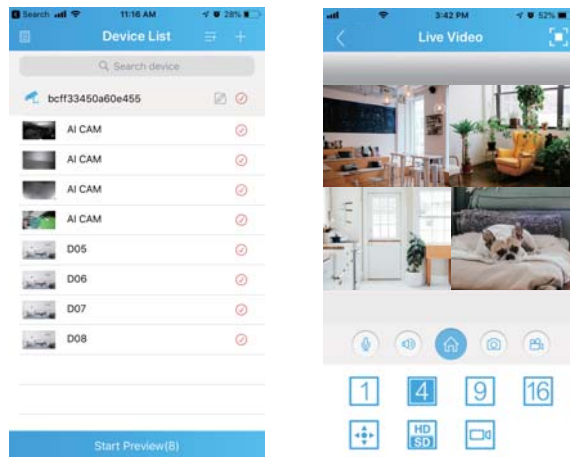 Search 11:16 AM 28%
Device List
Search device
bcff33450a60e455
AI CAM
AI CAM
AI CAM
AI CAM
D05
D06
D07
D08
Start Preview(8)
3:42 PM 52%
Live Video
1 4 9 16
HD
SD